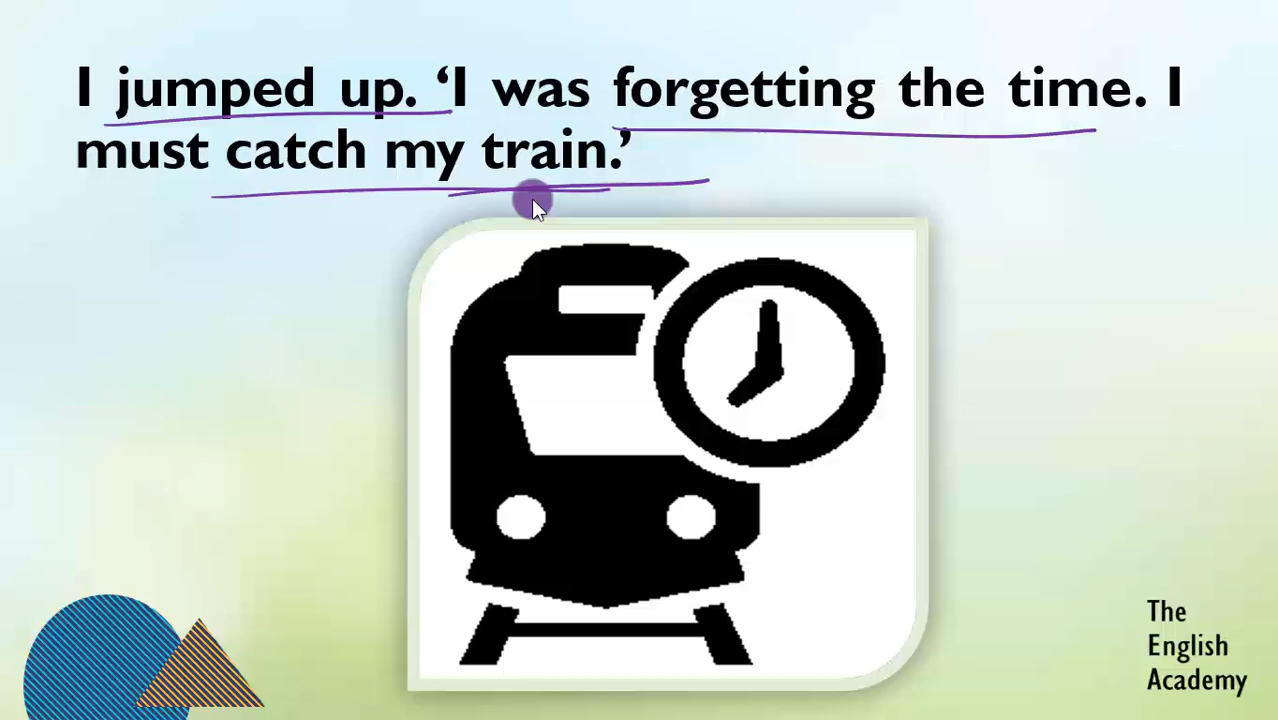 I jumped up. ‘I was forgetting the time. I
must catch my train.’
The
English
Academy